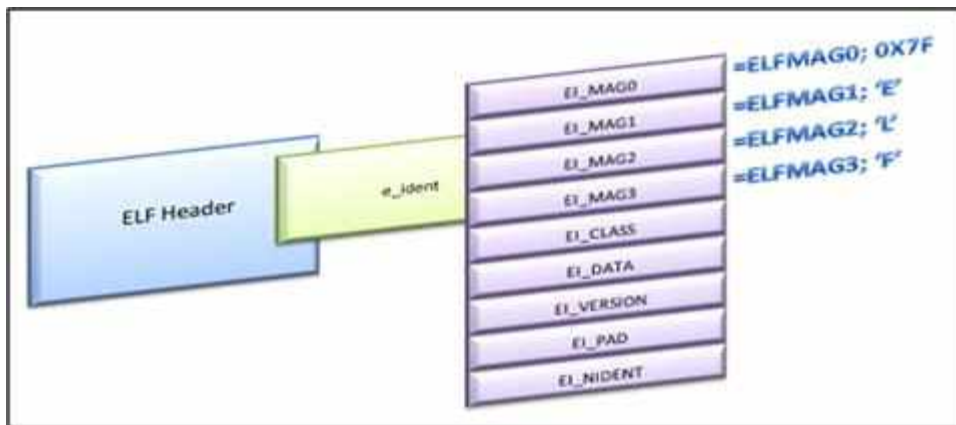 ELF Header
e_ident
EI_MAG0
=ELFMAG0; 0X7F
EI_MAG1
=ELFMAG1; 'E'
EI_MAG2
=ELFMAG2; 'L'
EI_MAG3
=ELFMAG3; 'F'
EI_CLASS
EI_DATA
EI_VERSION
EI_PAD
EI_NIDENT